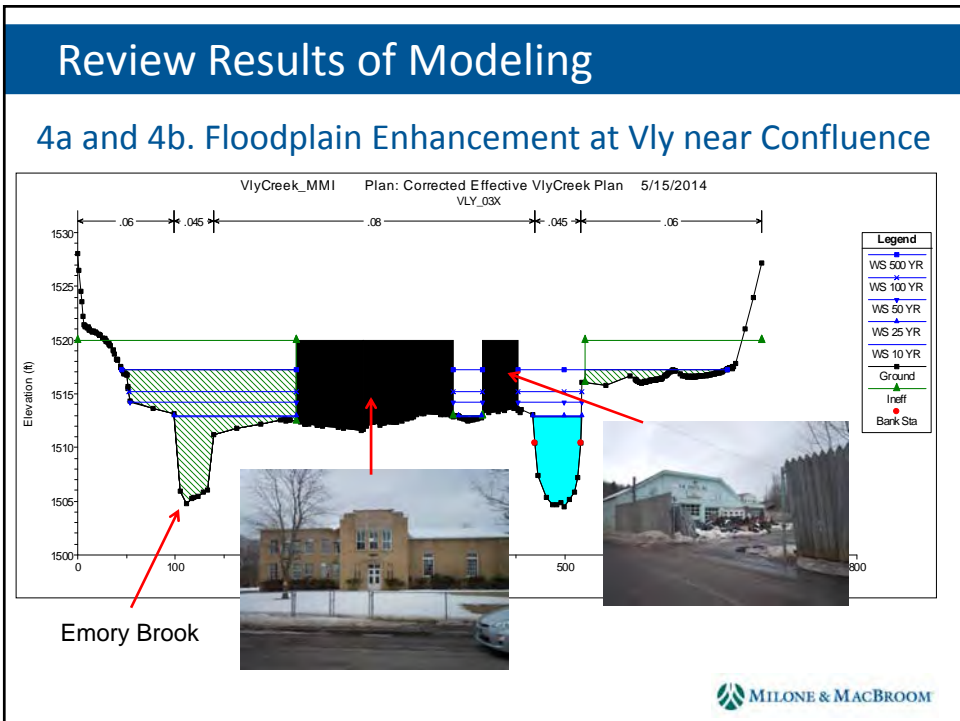 Review Results of Modeling
4a and 4b. Floodplain Enhancement at Vly near Confluence
VlyCreek_MMI Plan: Corrected Effective VlyCreek Plan 5/15/2014
VLY_03X
.06 .045 .08 .045 .06
1530
1525
1520
1515
1510
1505
1500
Elevation (ft)
0 100 500 800
Legend
WS 500 YR
WS 100 YR
WS 50 YR
WS 25 YR
WS 10 YR
Ground
Ineff
Bank Sta
Emory Brook
MILONE & MACBROOM